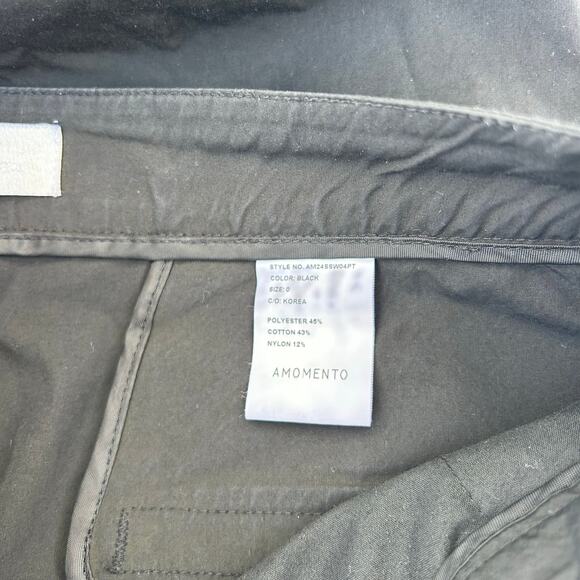 STYLE NO. AM24SSW04PT
COLOR: BLACK
SIZE: 0
C/O: KOREA
POLYESTER 45%
COTTON 43%
NYLON 12%
AMOMENTO